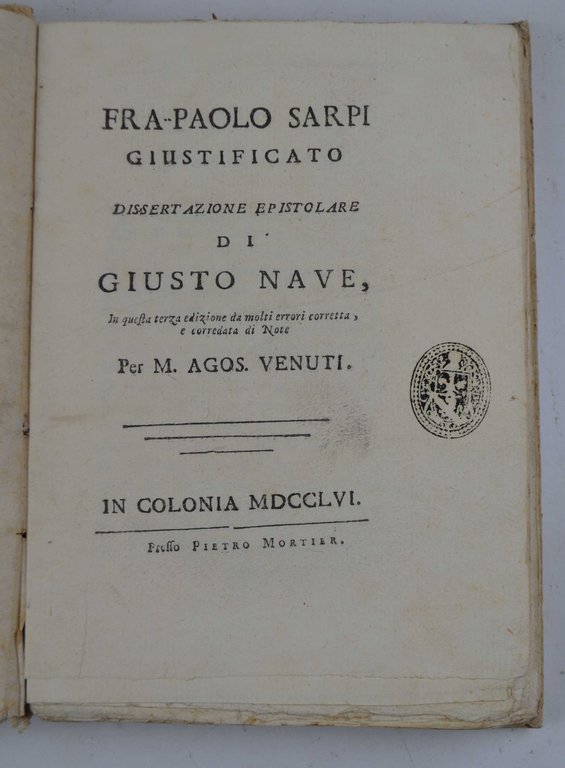 FRA-PAOLO SARPI
GIUSTIFICATO
DISSERTAZIONE EPISTOLARE
DI
GIUSTO NAVE,
In queſta terza edizione da molti errori corretta,
e corredata di Note
Per M. AGOS. VENUTI.
IN COLONIA MDCCLVI.
Preſſo PIETRO MORTIER.